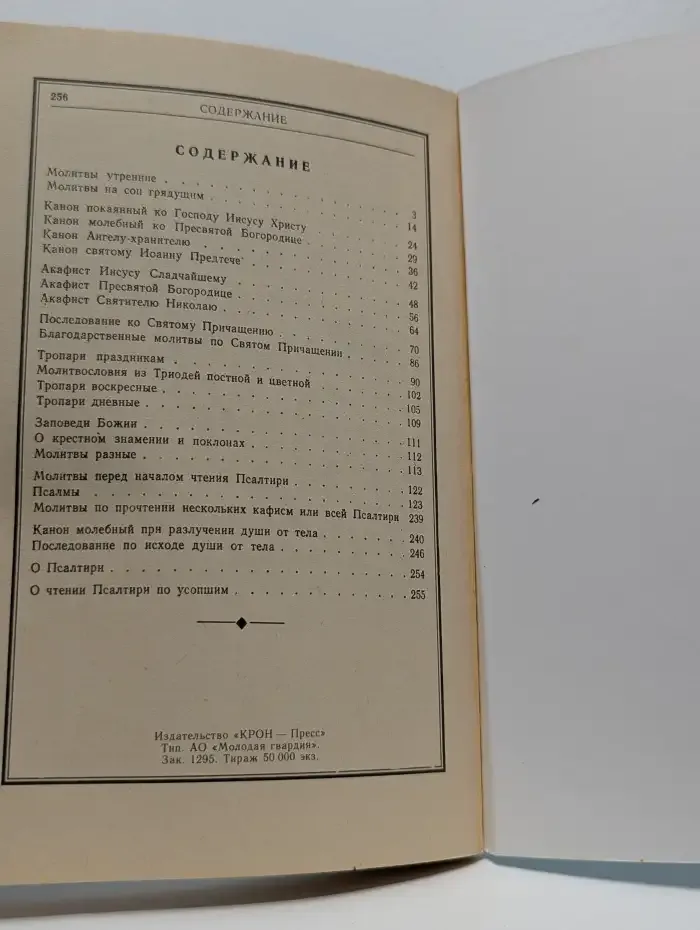 256
СОДЕРЖАНИЕ
СОДЕРЖАНИЕ
Молитвы утренние . . . . . . . . . . . . . . 3
Молитвы на сон грядущим . . . . . . . . . . . . 14
Канон покаянный ко Господу Иисусу Христу . . . . . . 24
Канон молебный ко Пресвятой Богородице . . . . . . 29
Канон Ангелу-хранителю . . . . . . . . . . . . 36
Канон святому Иоанну Предтече . . . . . . . . . . 42
Акафист Иисусу Сладчайшему . . . . . . . . . . 48
Акафист Пресвятой Богородице . . . . . . . . . . 56
Акафист Святителю Николаю . . . . . . . . . . . 64
Последование ко Святому Причащению . . . . . . . . 70
Благодарственные молитвы по Святом Причащении . . . . 86
Тропари праздникам . . . . . . . . . . . . . 90
Молитвословия из Триодей постной и цветной . . . . . 102
Тропари воскресные . . . . . . . . . . . . . 105
Тропари дневные . . . . . . . . . . . . . . 109
Заповеди Божии . . . . . . . . . . . . . . 111
О крестном знамении и поклонах . . . . . . . . . 112
Молитвы разные . . . . . . . . . . . . . . 113
Молитвы перед началом чтения Псалтири . . . . . . . 122
Псалмы . . . . . . . . . . . . . . . . . 123
Молитвы по прочтении нескольких кафисм или всей Псалтири 239
Канон молебный при разлучении души от тела . . . . . . 240
Последование по исходе души от тела . . . . . . . . 246
О Псалтири . . . . . . . . . . . . . . . . 254
О чтении Псалтири по усопшим . . . . . . . . . . . 255
Издательство «КРОН — Пресс»
Тип. АО «Молодая гвардия».
Зак. 1295. Тираж 50 000 экз.